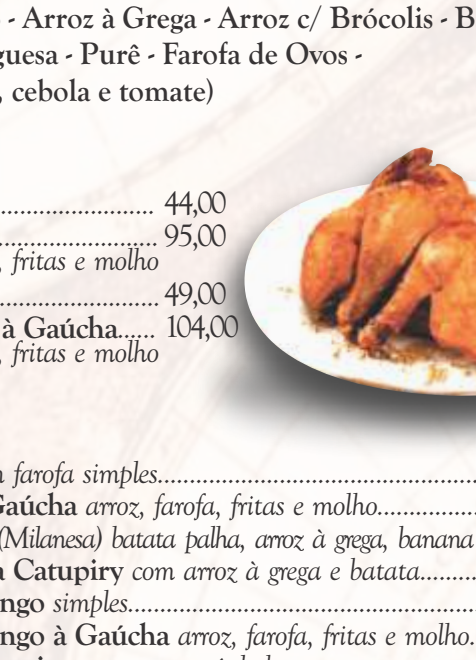 - Arroz à Grega - Arroz c/ Brócolis - B
guesa - Purê - Farofa de Ovos -
, cebola e tomate)
44,00
95,00
, fritas e molho
49,00
à Gaúcha...... 104,00
, fritas e molho
farofa simples
Gaúcha arroz, farofa, fritas e molho
(Milanesa) batata palha, arroz à grega, banana
Catupiry com arroz à grega e batata
ngo simples
ngo à Gaúcha arroz, farofa, fritas e molho.